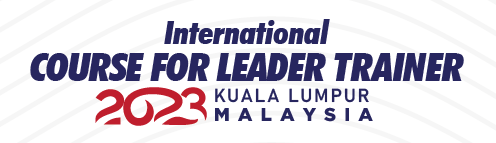 International
COURSE FOR LEADER TRAINER
2023 KUALA LUMPUR
MALAYSIA